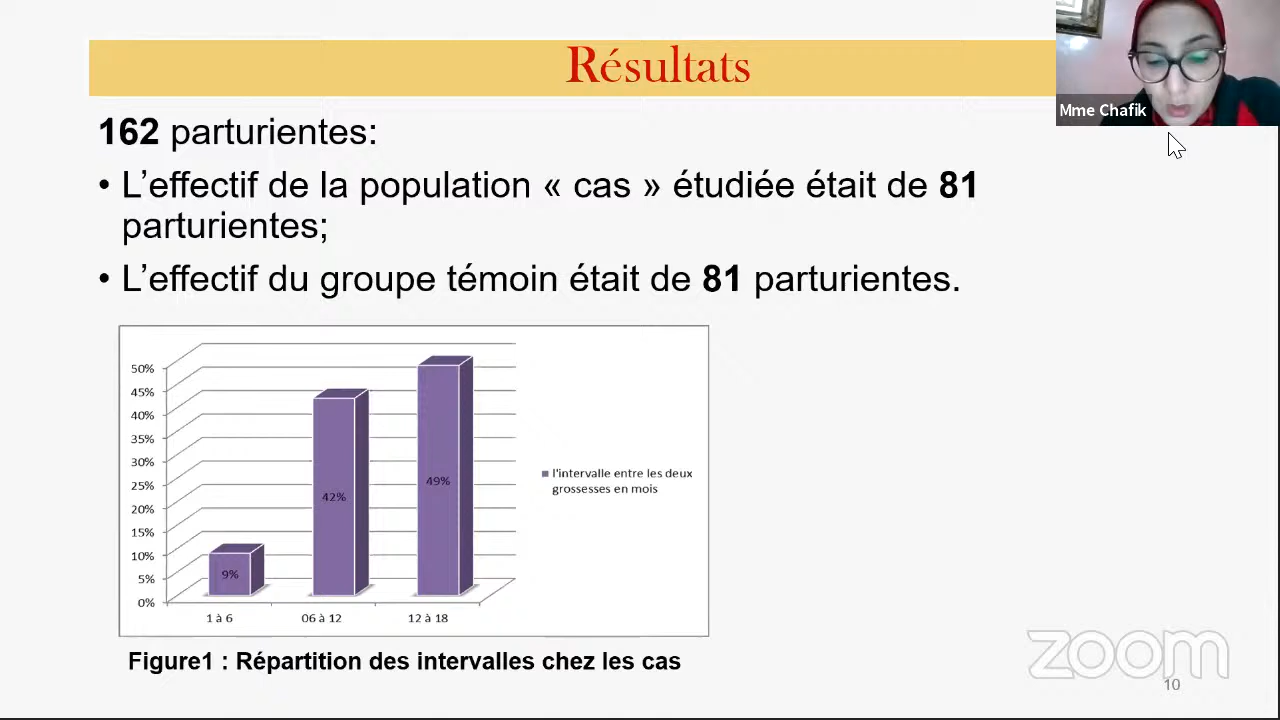 Résultats
Mme Chafik
162 parturientes:
• L’effectif de la population « cas » étudiée était de 81
parturientes;
• L’effectif du groupe témoin était de 81 parturientes.
50%
45%
40%
35%
30%
25%
20%
15%
10%
5%
0%
9%
42%
49%
1 à 6
06 à 12
12 à 18
l'intervalle entre les deux
grossesses en mois
Figure1 : Répartition des intervalles chez les cas
zoom
10